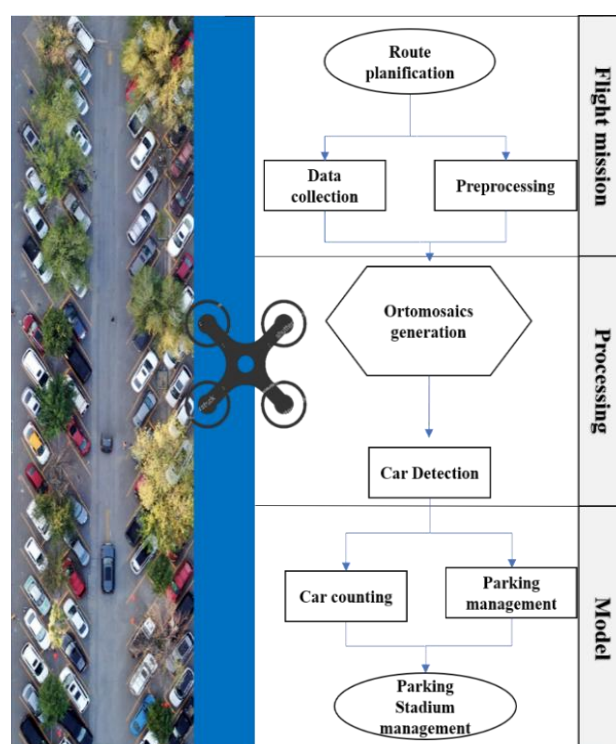 Route
planification
Flight mission
Data
collection
Preprocessing
Ortomosaics
generation
Processing
Car Detection
Car counting
Parking
management
Model
Parking
Stadium
management